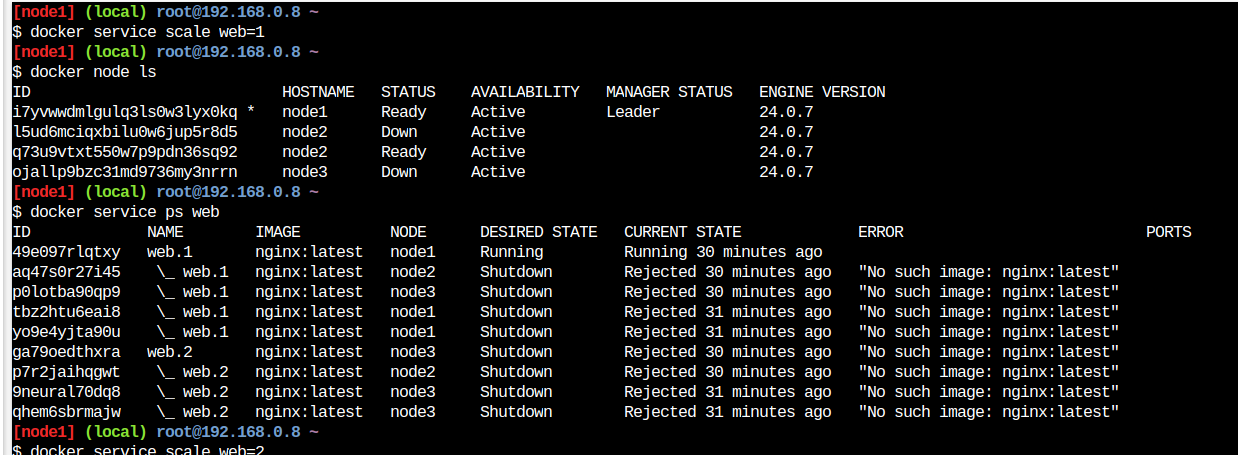 [node1] (local) root@192.168.0.8 ~
$ docker service scale web=1
[node1] (local) root@192.168.0.8 ~
$ docker node ls
ID HOSTNAME STATUS AVAILABILITY MANAGER STATUS ENGINE VERSION
i7yvwwdmlgulq3ls0w3lyx0kq * node1 Ready Active Leader 24.0.7
l5ud6mciqxbilu0w6jup5r8d5 node2 Down Active 24.0.7
q73u9vtxt550w7p9pdn36sq92 node2 Ready Active 24.0.7
ojallp9bzc31md9736my3nrrn node3 Down Active 24.0.7
[node1] (local) root@192.168.0.8 ~
$ docker service ps web
ID NAME IMAGE NODE DESIRED STATE CURRENT STATE ERROR PORTS
49e097rlqtxy web.1 nginx:latest node1 Running Running 30 minutes ago
aq47s0r27i45 \_ web.1 nginx:latest node2 Shutdown Rejected 30 minutes ago "No such image: nginx:latest"
p0lotba90qp9 \_ web.1 nginx:latest node3 Shutdown Rejected 30 minutes ago "No such image: nginx:latest"
tbz2htu6eai8 \_ web.1 nginx:latest node1 Shutdown Rejected 31 minutes ago "No such image: nginx:latest"
yo9e4yjta90u \_ web.1 nginx:latest node1 Shutdown Rejected 31 minutes ago "No such image: nginx:latest"
ga79oedthxra web.2 nginx:latest node3 Shutdown Rejected 30 minutes ago "No such image: nginx:latest"
p7r2jaihqgwt \_ web.2 nginx:latest node2 Shutdown Rejected 30 minutes ago "No such image: nginx:latest"
9neural70dq8 \_ web.2 nginx:latest node3 Shutdown Rejected 31 minutes ago "No such image: nginx:latest"
qhem6sbrmajw \_ web.2 nginx:latest node3 Shutdown Rejected 31 minutes ago "No such image: nginx:latest"
[node1] (local) root@192.168.0.8 ~
$ docker service scale web=2